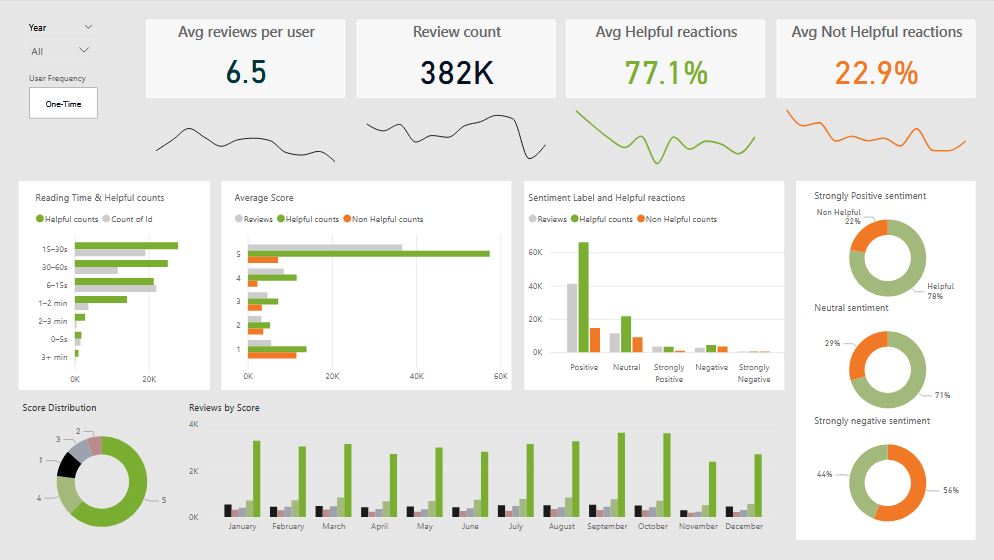 Year
All
User Frequency
One-Time
Avg reviews per user
6.5
Review count
382K
Avg Helpful reactions
77.1%
Avg Not Helpful reactions
22.9%
Reading Time & Helpful counts
Helpful counts Count of Id
15–30s
30–60s
6–15s
1–2 min
2–3 min
0–5s
3+ min
0K 20K
Average Score
Reviews Helpful counts Non Helpful counts
5
4
3
2
1
0K 20K 40K 60K
Sentiment Label and Helpful reactions
Reviews Helpful counts Non Helpful counts
60K
40K
20K
0K
Positive Neutral Strongly Positive Negative Strongly Negative
Strongly Positive sentiment
Non Helpful
22%
Helpful
78%
Neutral sentiment
29%
71%
Strongly negative sentiment
44%
56%
Score Distribution
2
3
1
4
5
Reviews by Score
4K
2K
0K
January February March April May June July August September October November December